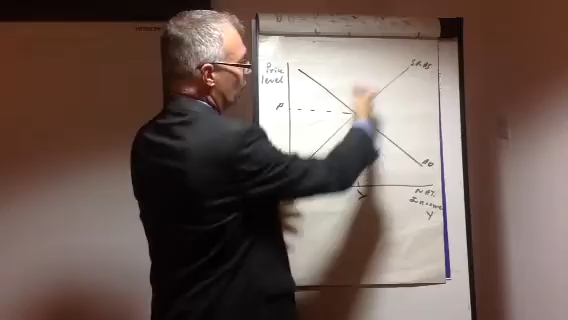 Price
level
SRAS
P
AD
Y
NAT.
Income
Y